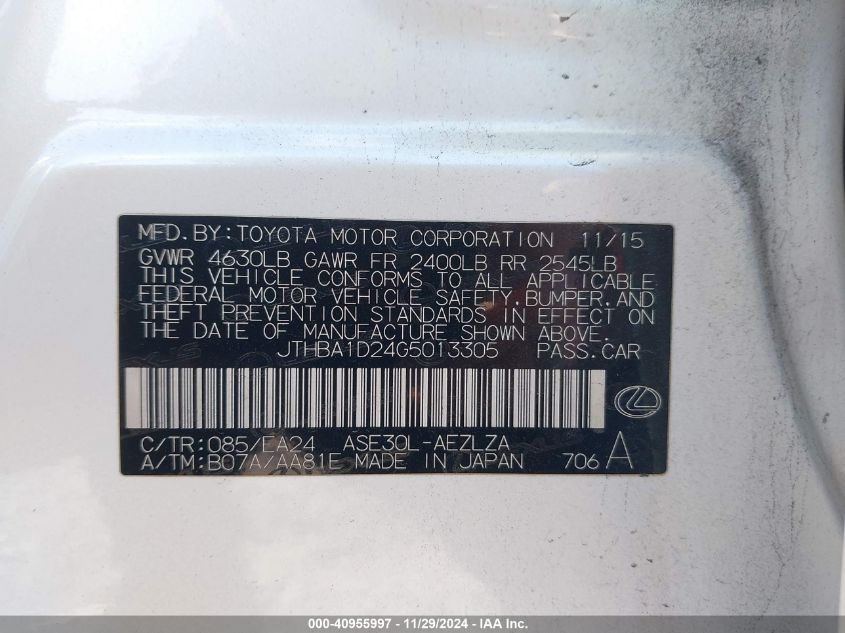 MFD. BY: TOYOTA MOTOR CORPORATION 11/15
GVWR 4630LB GAWR FR 2400LB RR 2545LB
THIS VEHICLE CONFORMS TO ALL APPLICABLE
FEDERAL MOTOR VEHICLE SAFETY, BUMPER, AND
THEFT PREVENTION STANDARDS IN EFFECT ON
THE DATE OF MANUFACTURE SHOWN ABOVE.
JTHBA1D24G5013305 PASS. CAR
C/TR: 085/EA24 ASE30L-AEZLZA
A/TM: B07A/AA81E MADE IN JAPAN 706 A
000-40955997 - 11/29/2024 - IAA Inc.